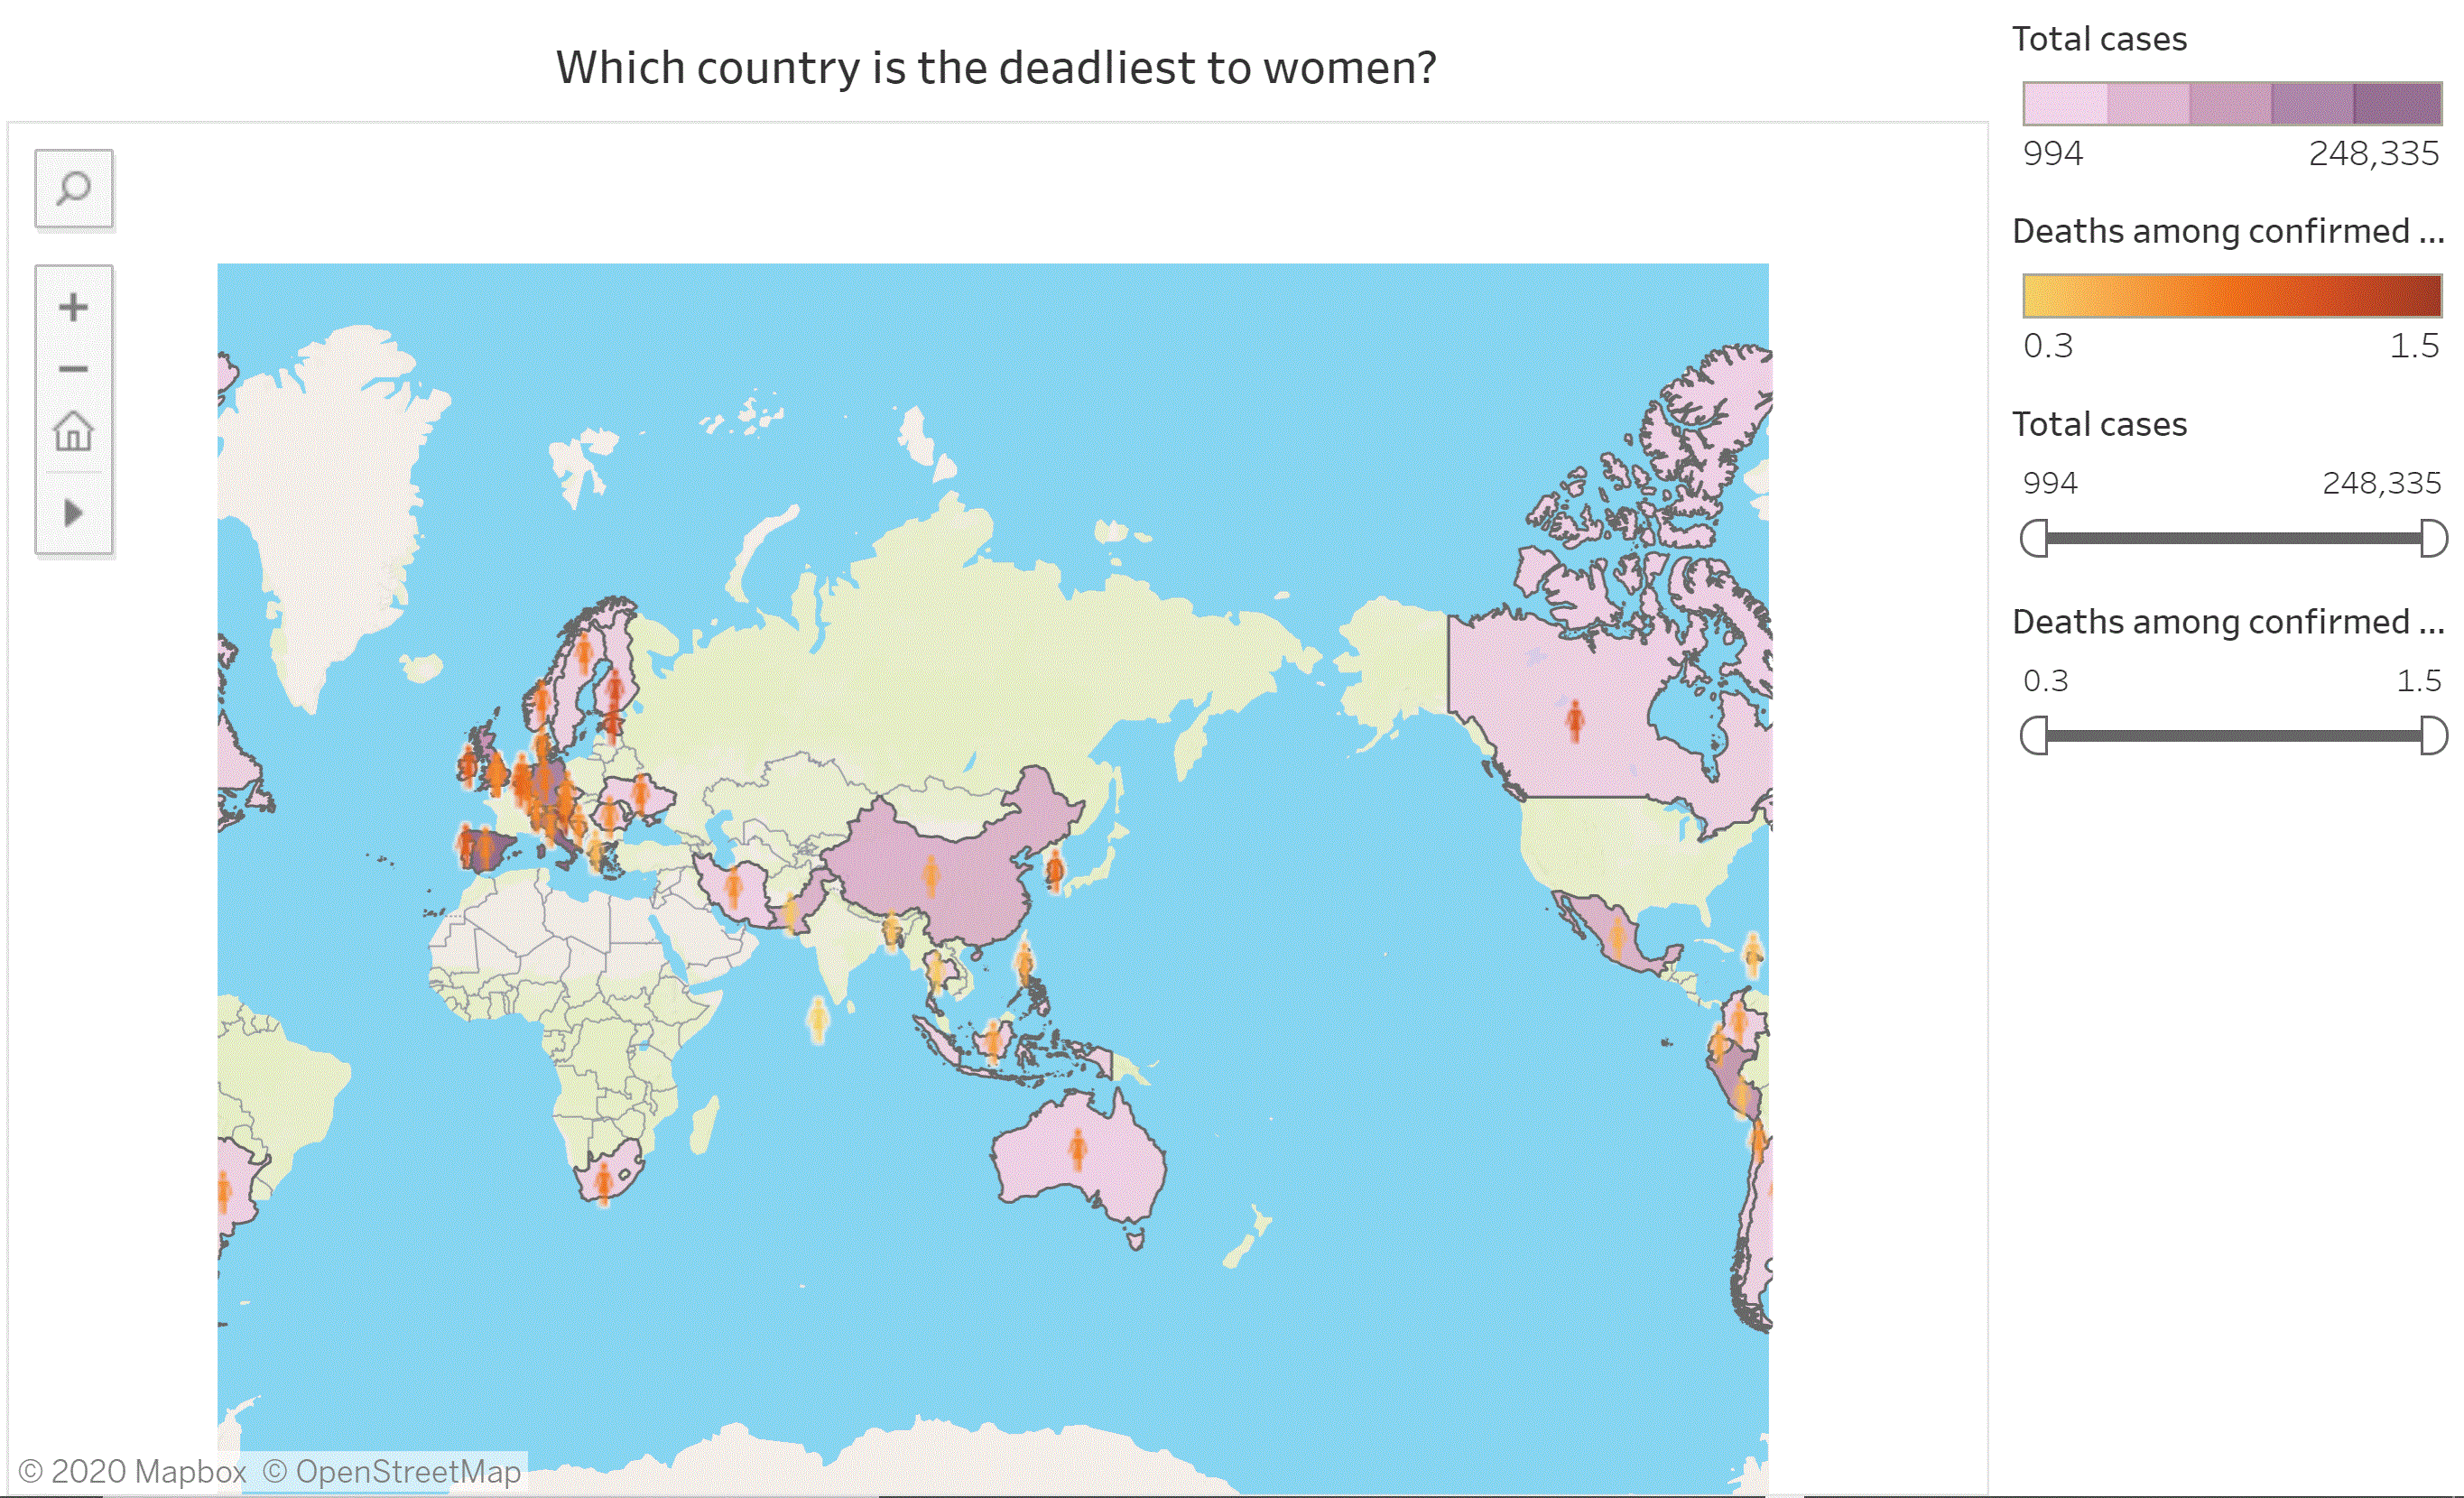 Which country is the deadliest to women?
Total cases
994 248,335
Deaths among confirmed ...
0.3 1.5
Total cases
994 248,335
Deaths among confirmed ...
0.3 1.5
© 2020 Mapbox © OpenStreetMap